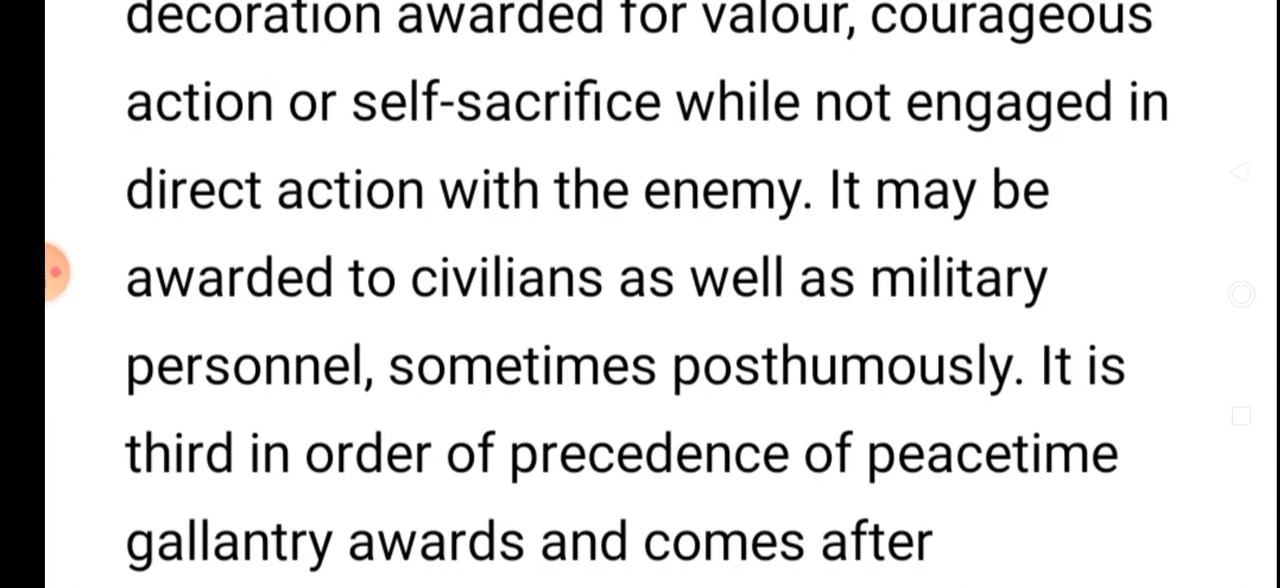 decoration awarded for valour, courageous
action or self-sacrifice while not engaged in
direct action with the enemy. It may be
awarded to civilians as well as military
personnel, sometimes posthumously. It is
third in order of precedence of peacetime
gallantry awards and comes after